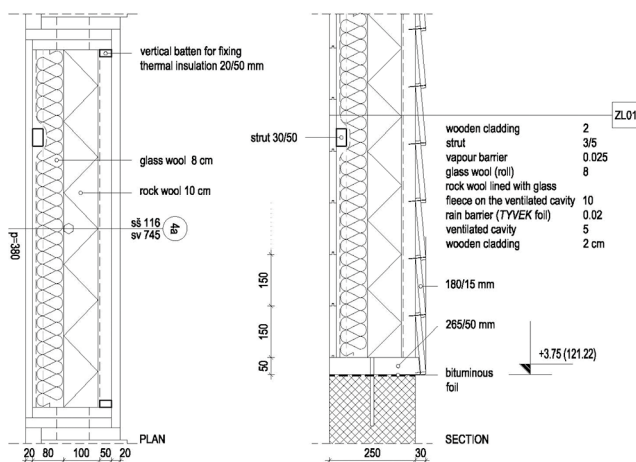 vertical batten for fixing
thermal insulation 20/50 mm
glass wool 8 cm
rock wool 10 cm
sš 116
sv 745
4a
p=380
PLAN
20 80 100 50 20
strut 30/50
ZL01
wooden cladding 2
strut 3/5
vapour barrier 0.025
glass wool (roll) 8
rock wool lined with glass
fleece on the ventilated cavity 10
rain barrier (TYVEK foil) 0.02
ventilated cavity 5
wooden cladding 2 cm
180/15 mm
265/50 mm
150
150
50
+3.75 (121.22)
bituminous
foil
SECTION
250 30